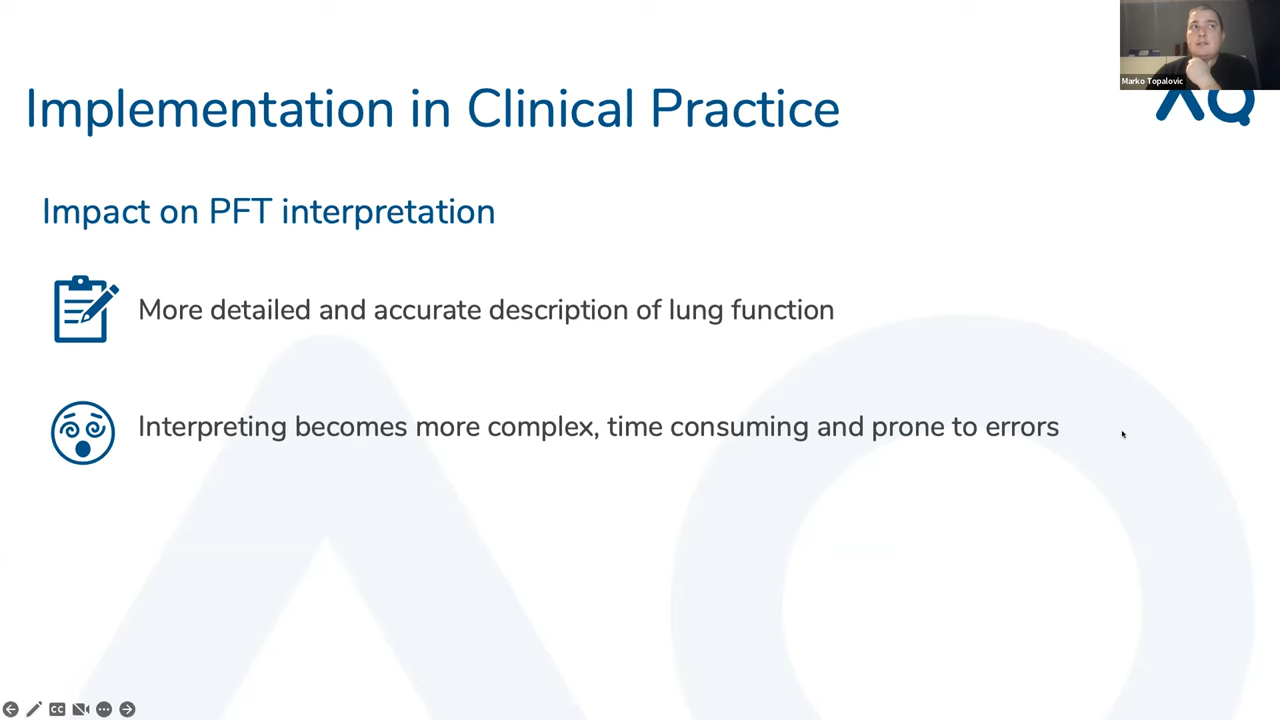 Marko Topalovic
Implementation in Clinical Practice
Impact on PFT interpretation
More detailed and accurate description of lung function
Interpreting becomes more complex, time consuming and prone to errors
CC